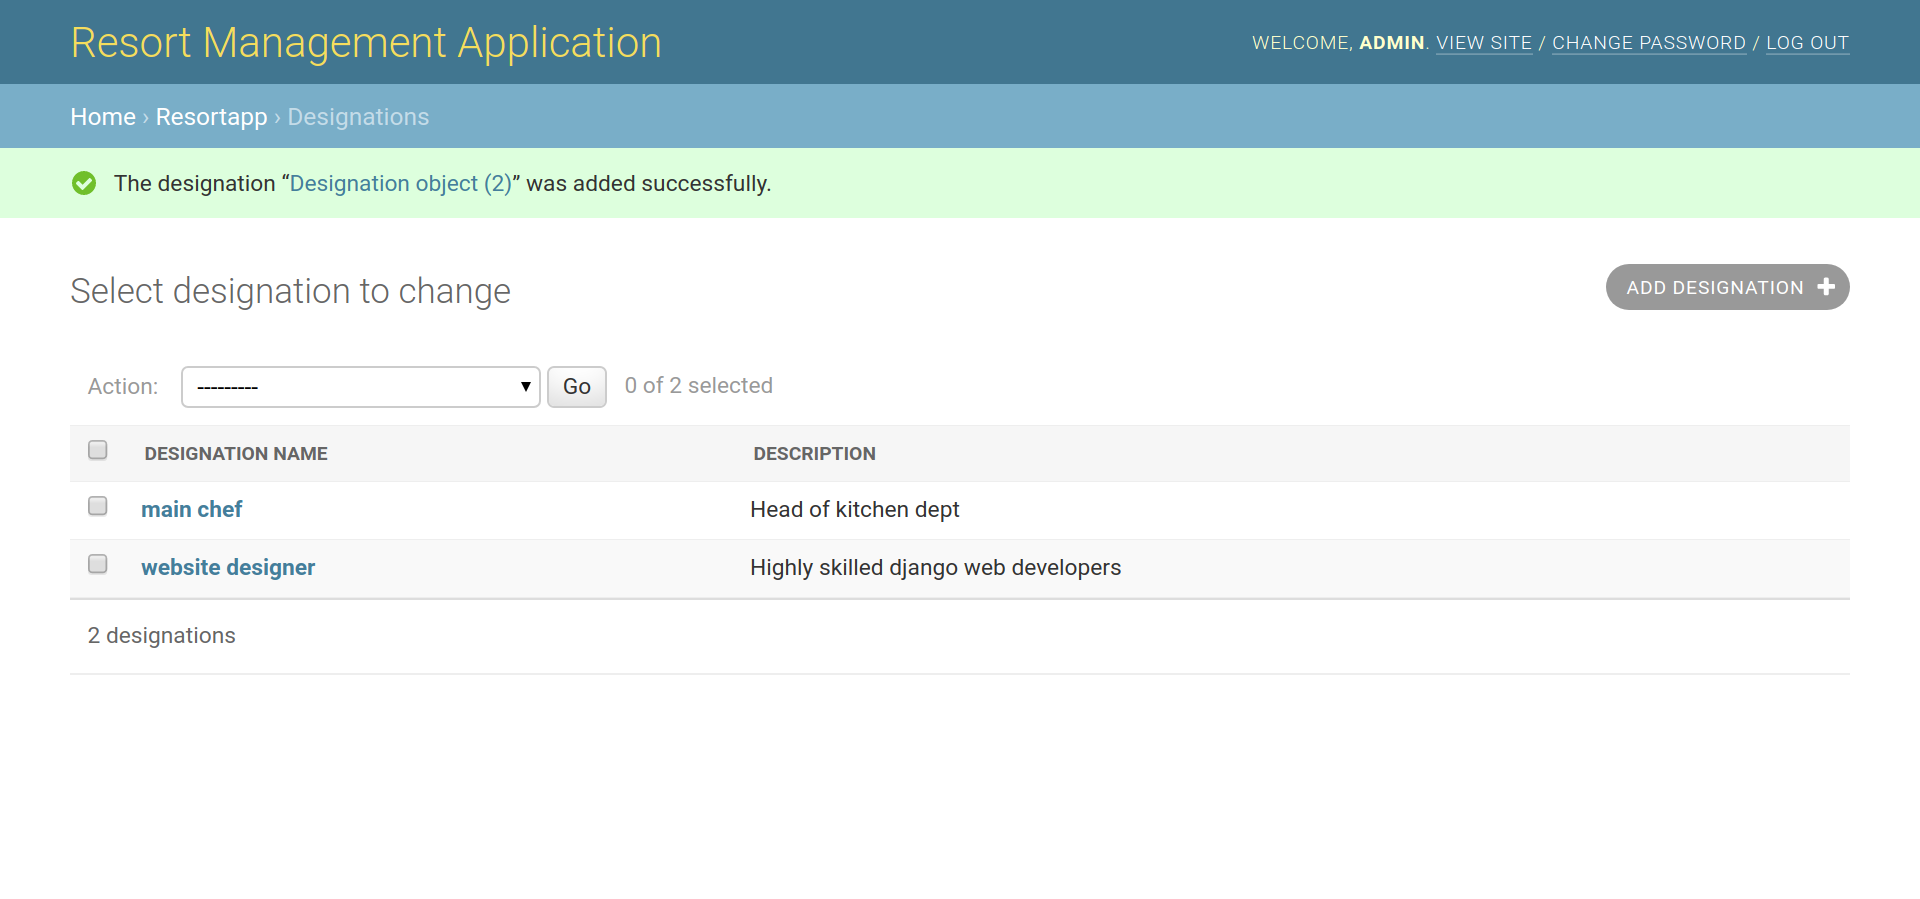 Resort Management Application
WELCOME, ADMIN. VIEW SITE / CHANGE PASSWORD / LOG OUT
Home › Resortapp › Designations
The designation “Designation object (2)” was added successfully.
Select designation to change
ADD DESIGNATION
Action: --------- Go 0 of 2 selected
DESIGNATION NAME DESCRIPTION
main chef Head of kitchen dept
website designer Highly skilled django web developers
2 designations